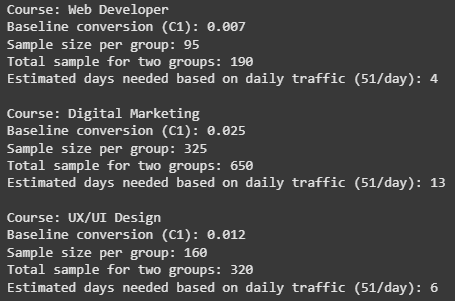 Course: Web Developer
Baseline conversion (C1): 0.007
Sample size per group: 95
Total sample for two groups: 190
Estimated days needed based on daily traffic (51/day): 4
Course: Digital Marketing
Baseline conversion (C1): 0.025
Sample size per group: 325
Total sample for two groups: 650
Estimated days needed based on daily traffic (51/day): 13
Course: UX/UI Design
Baseline conversion (C1): 0.012
Sample size per group: 160
Total sample for two groups: 320
Estimated days needed based on daily traffic (51/day): 6